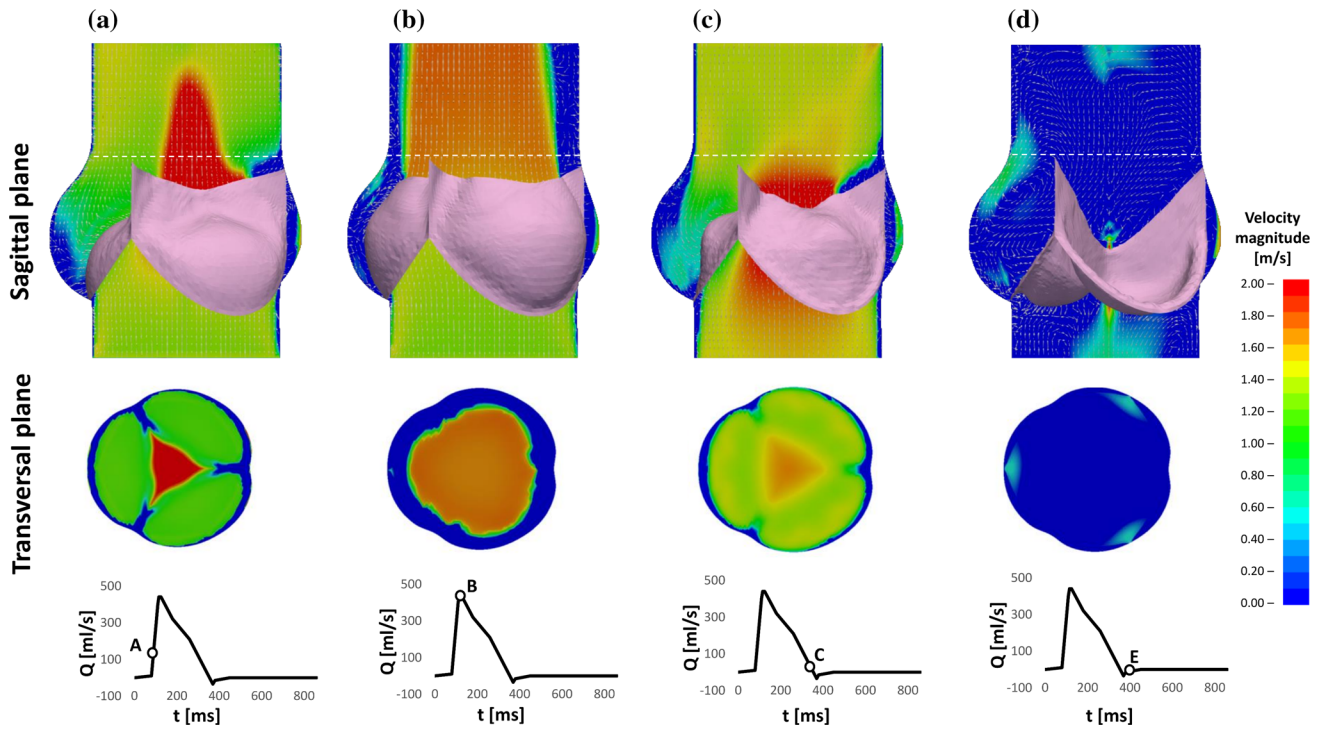 (a) (b) (c) (d)
Sagittal plane
Velocity
magnitude
[m/s]
2.00
1.80
1.60
1.40
1.20
1.00
0.80
0.60
0.40
0.20
0.00
Transversal plane
500
300
100
-100
Q [ml/s]
A
0 200 400 600 800
t [ms]
500
300
100
-100
Q [ml/s]
B
0 200 400 600 800
t [ms]
500
300
100
-100
Q [ml/s]
C
0 200 400 600 800
t [ms]
500
300
100
-100
Q [ml/s]
E
0 200 400 600 800
t [ms]